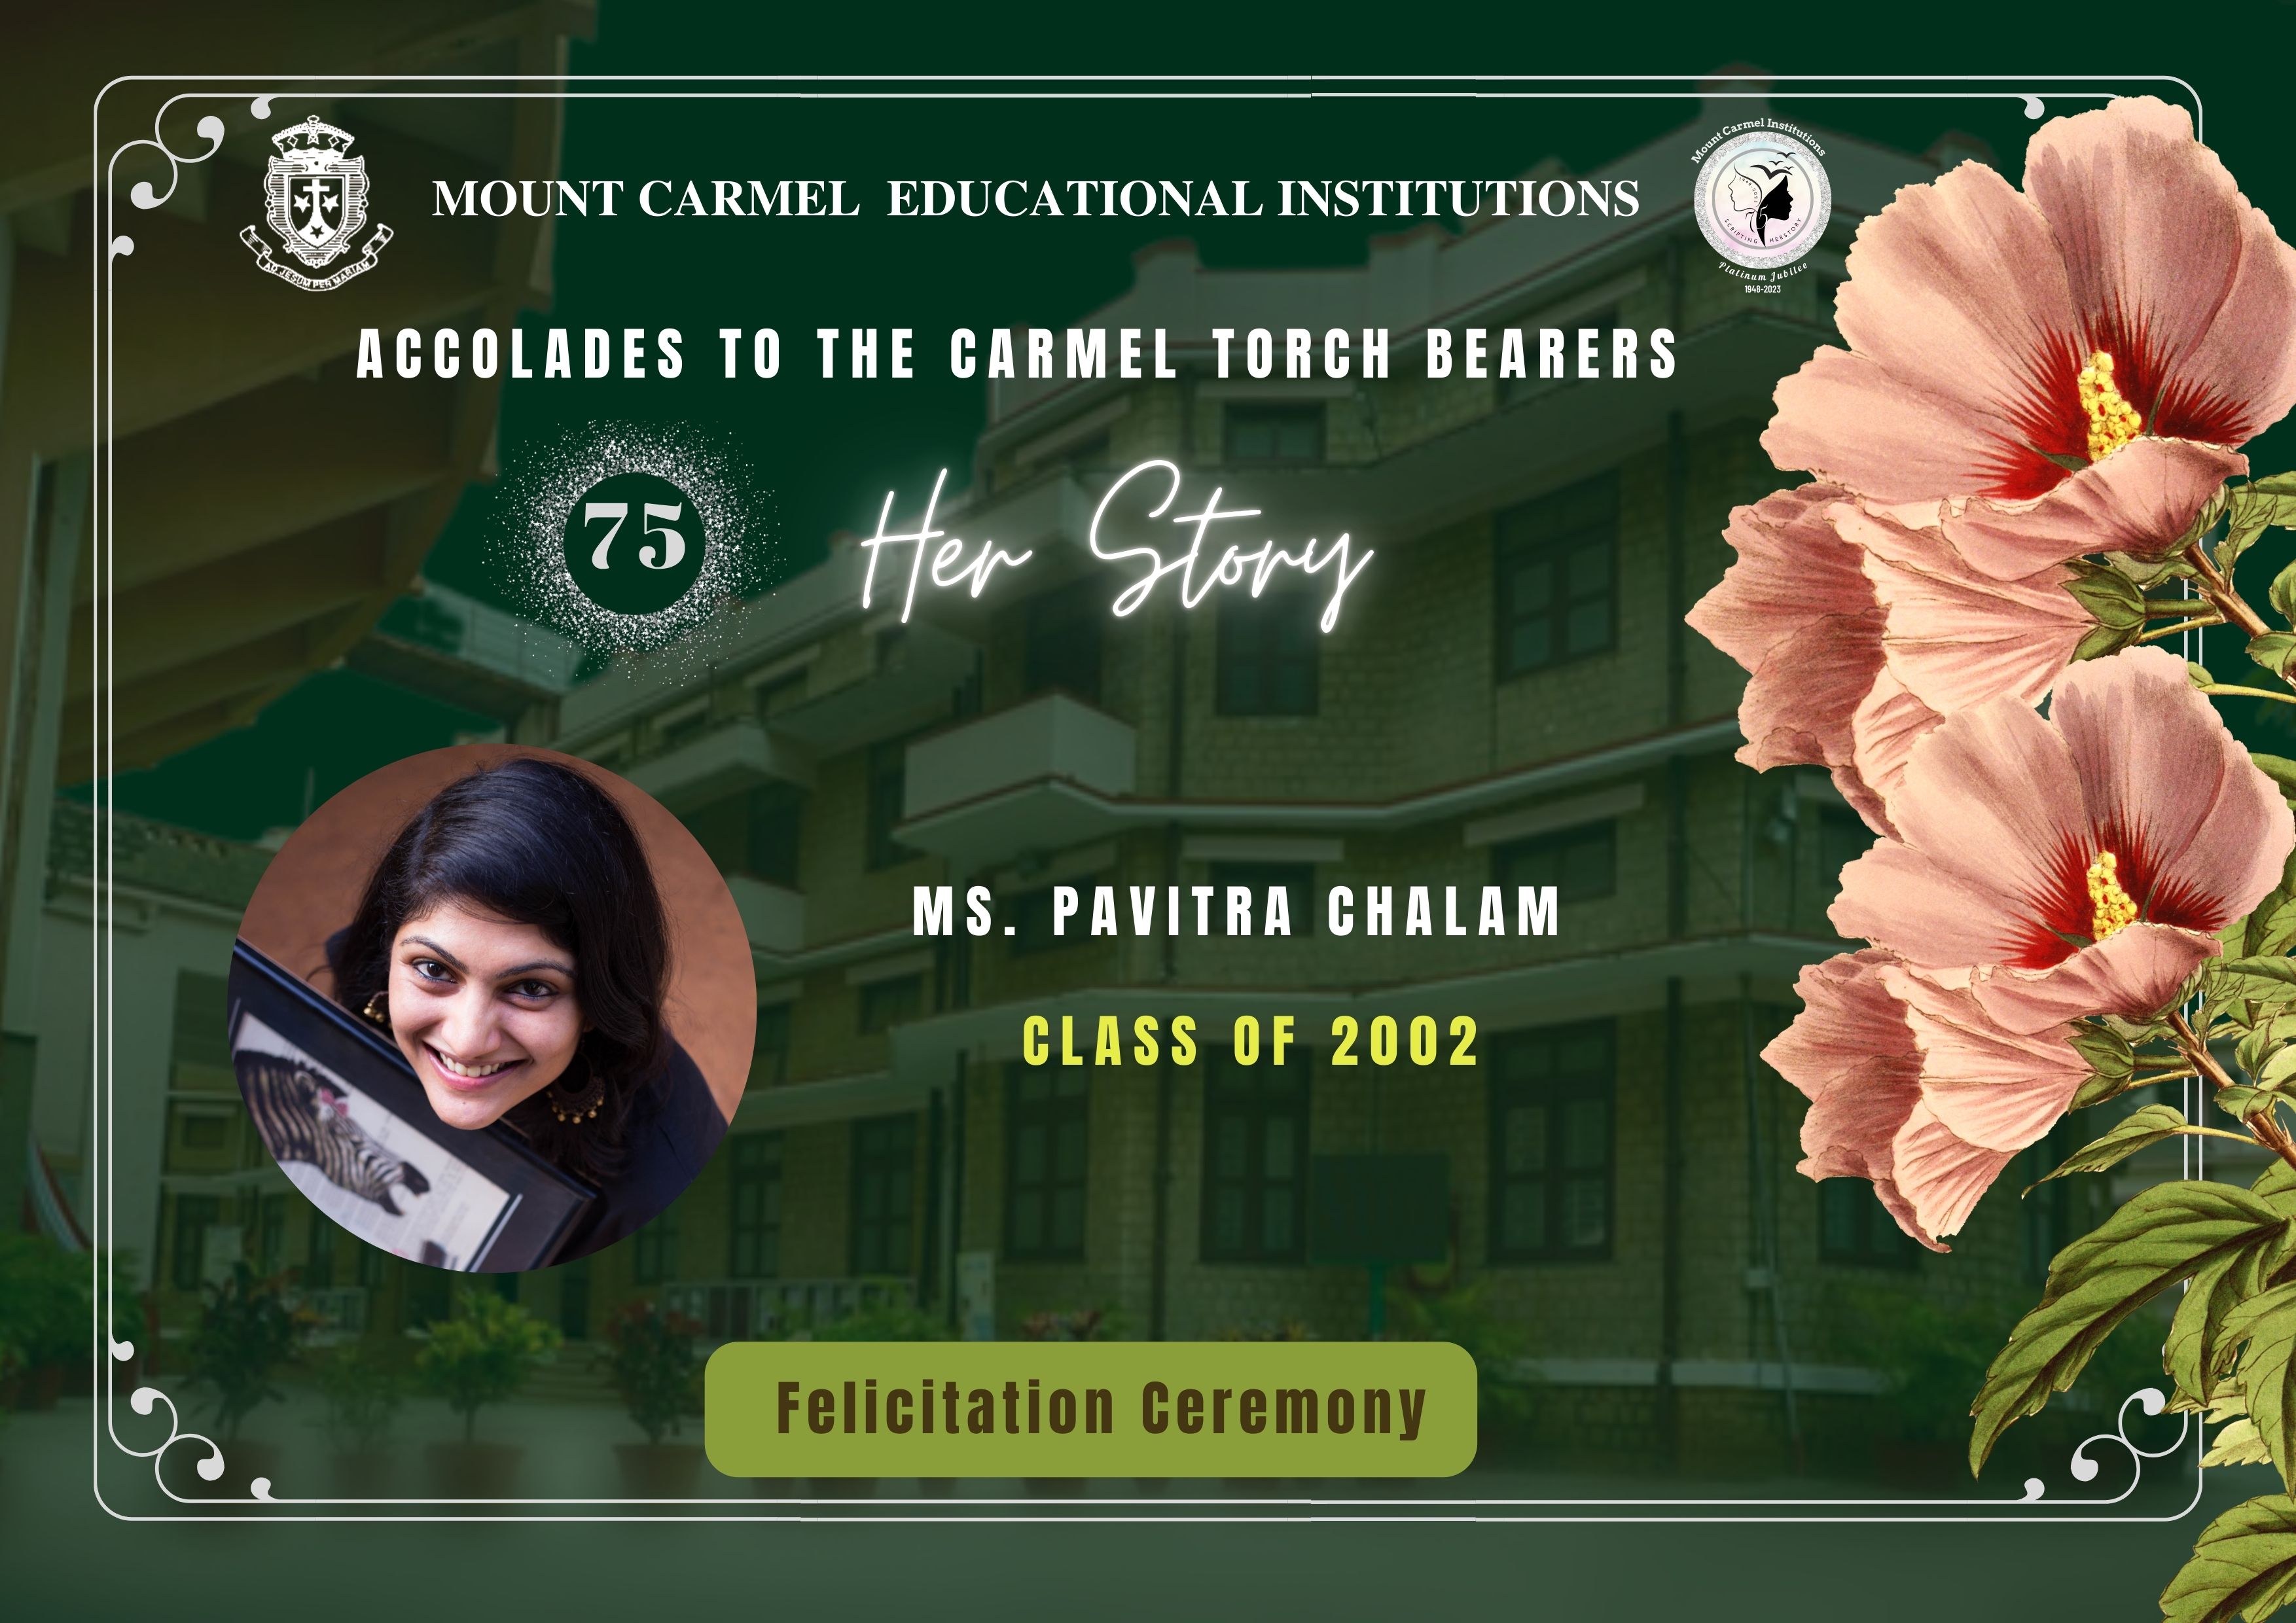 MOUNT CARMEL EDUCATIONAL INSTITUTIONS
AD JESUM PER MARIAM
Mount Carmel Institutions
SCRIPTING HERSTORY
Platinum Jubilee
1948-2023
ACCOLADES TO THE CARMEL TORCH BEARERS
75
Her Story
MS. PAVITRA CHALAM
CLASS OF 2002
Felicitation Ceremony